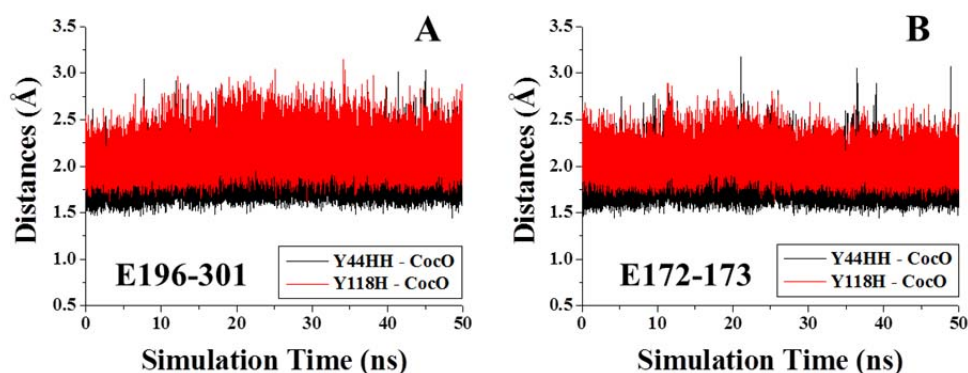 A
Distances (Å)
3.5
3.0
2.5
2.0
1.5
1.0
0.5
E196-301
Y44HH - CocO
Y118H - CocO
0 10 20 30 40 50
Simulation Time (ns)
B
Distances (Å)
3.5
3.0
2.5
2.0
1.5
1.0
0.5
E172-173
Y44HH - CocO
Y118H - CocO
0 10 20 30 40 50
Simulation Time (ns)